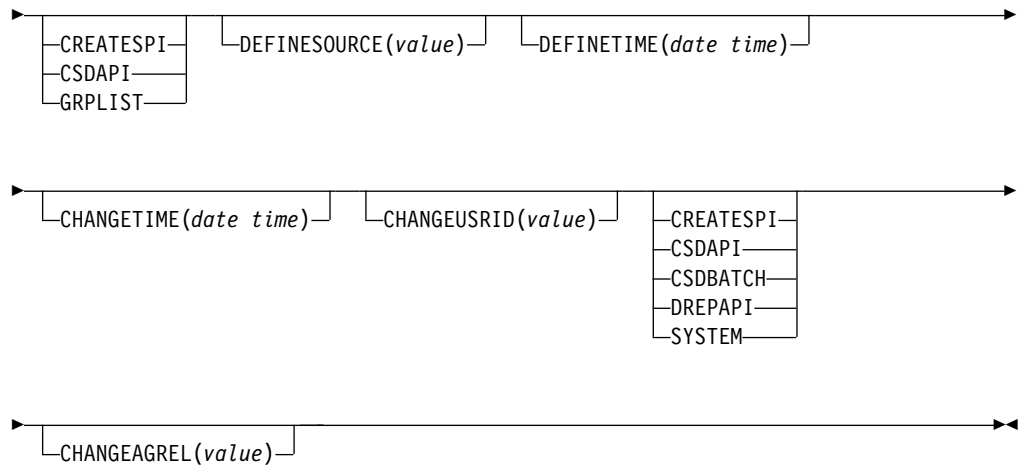 CREATESPI DEFINESOURCE(value) DEFINETIME(date time)
CSDAPI
GRPLIST
CHANGETIME(date time) CHANGEUSRID(value) CREATESPI
CSDAPI
CSDBATCH
DREPAPI
SYSTEM
CHANGEAGREL(value)